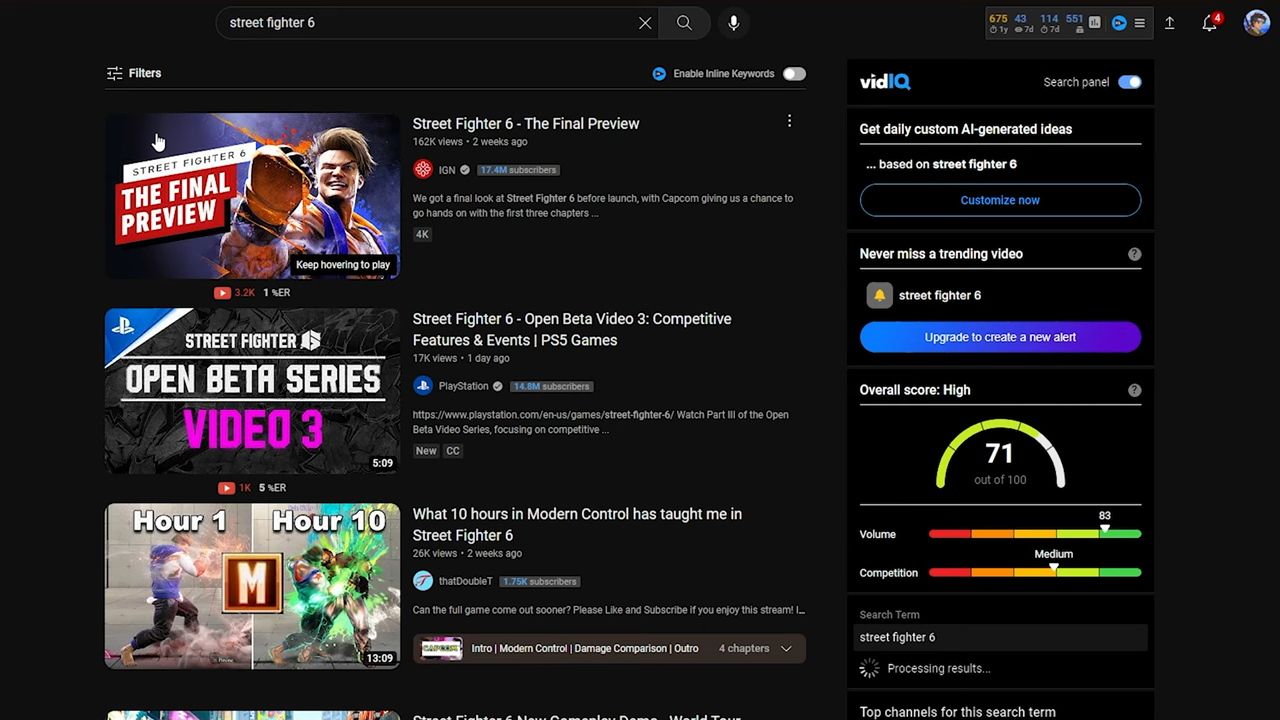 street fighter 6
675 43 114 551
1y 7d 7d
4
Filters
Enable Inline Keywords
STREET FIGHTER 6
THE FINAL
PREVIEW
Keep hovering to play
3.2K 1 %ER
Street Fighter 6 - The Final Preview
162K views • 2 weeks ago
IGN 17.4M subscribers
We got a final look at Street Fighter 6 before launch, with Capcom giving us a chance to
go hands on with the first three chapters ...
4K
STREET FIGHTER 6
OPEN BETA SERIES
VIDEO 3
5:09
1K 5 %ER
Street Fighter 6 - Open Beta Video 3: Competitive
Features & Events | PS5 Games
17K views • 1 day ago
PlayStation 14.8M subscribers
https://www.playstation.com/en-us/games/street-fighter-6/ Watch Part III of the Open
Beta Video Series, focusing on competitive ...
New CC
Hour 1 Hour 10
M
13:09
What 10 hours in Modern Control has taught me in
Street Fighter 6
26K views • 2 weeks ago
thatDoubleT 1.75K subscribers
Can the full game come out sooner? Please Like and Subscribe if you enjoy this stream! I...
CAPCOM
Intro | Modern Control | Damage Comparison | Outro 4 chapters
Street Fighter 6 New Gameplay Demo - World Tour
vidIQ
Search panel
Get daily custom AI-generated ideas
... based on street fighter 6
Customize now
Never miss a trending video ?
street fighter 6
Upgrade to create a new alert
Overall score: High ?
71
out of 100
83
Volume
Medium
Competition
Search Term
street fighter 6
Processing results...
Top channels for this search term